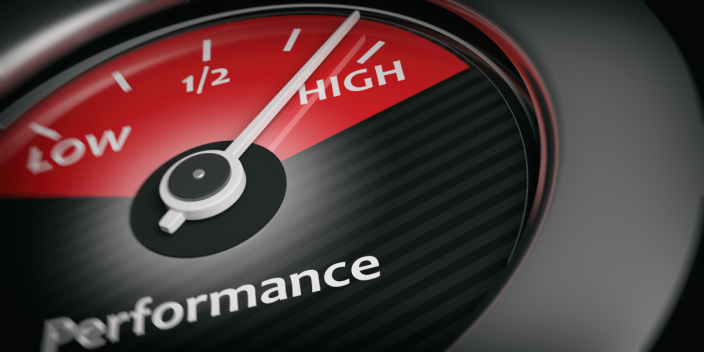 LOW
1/2
HIGH
Performance